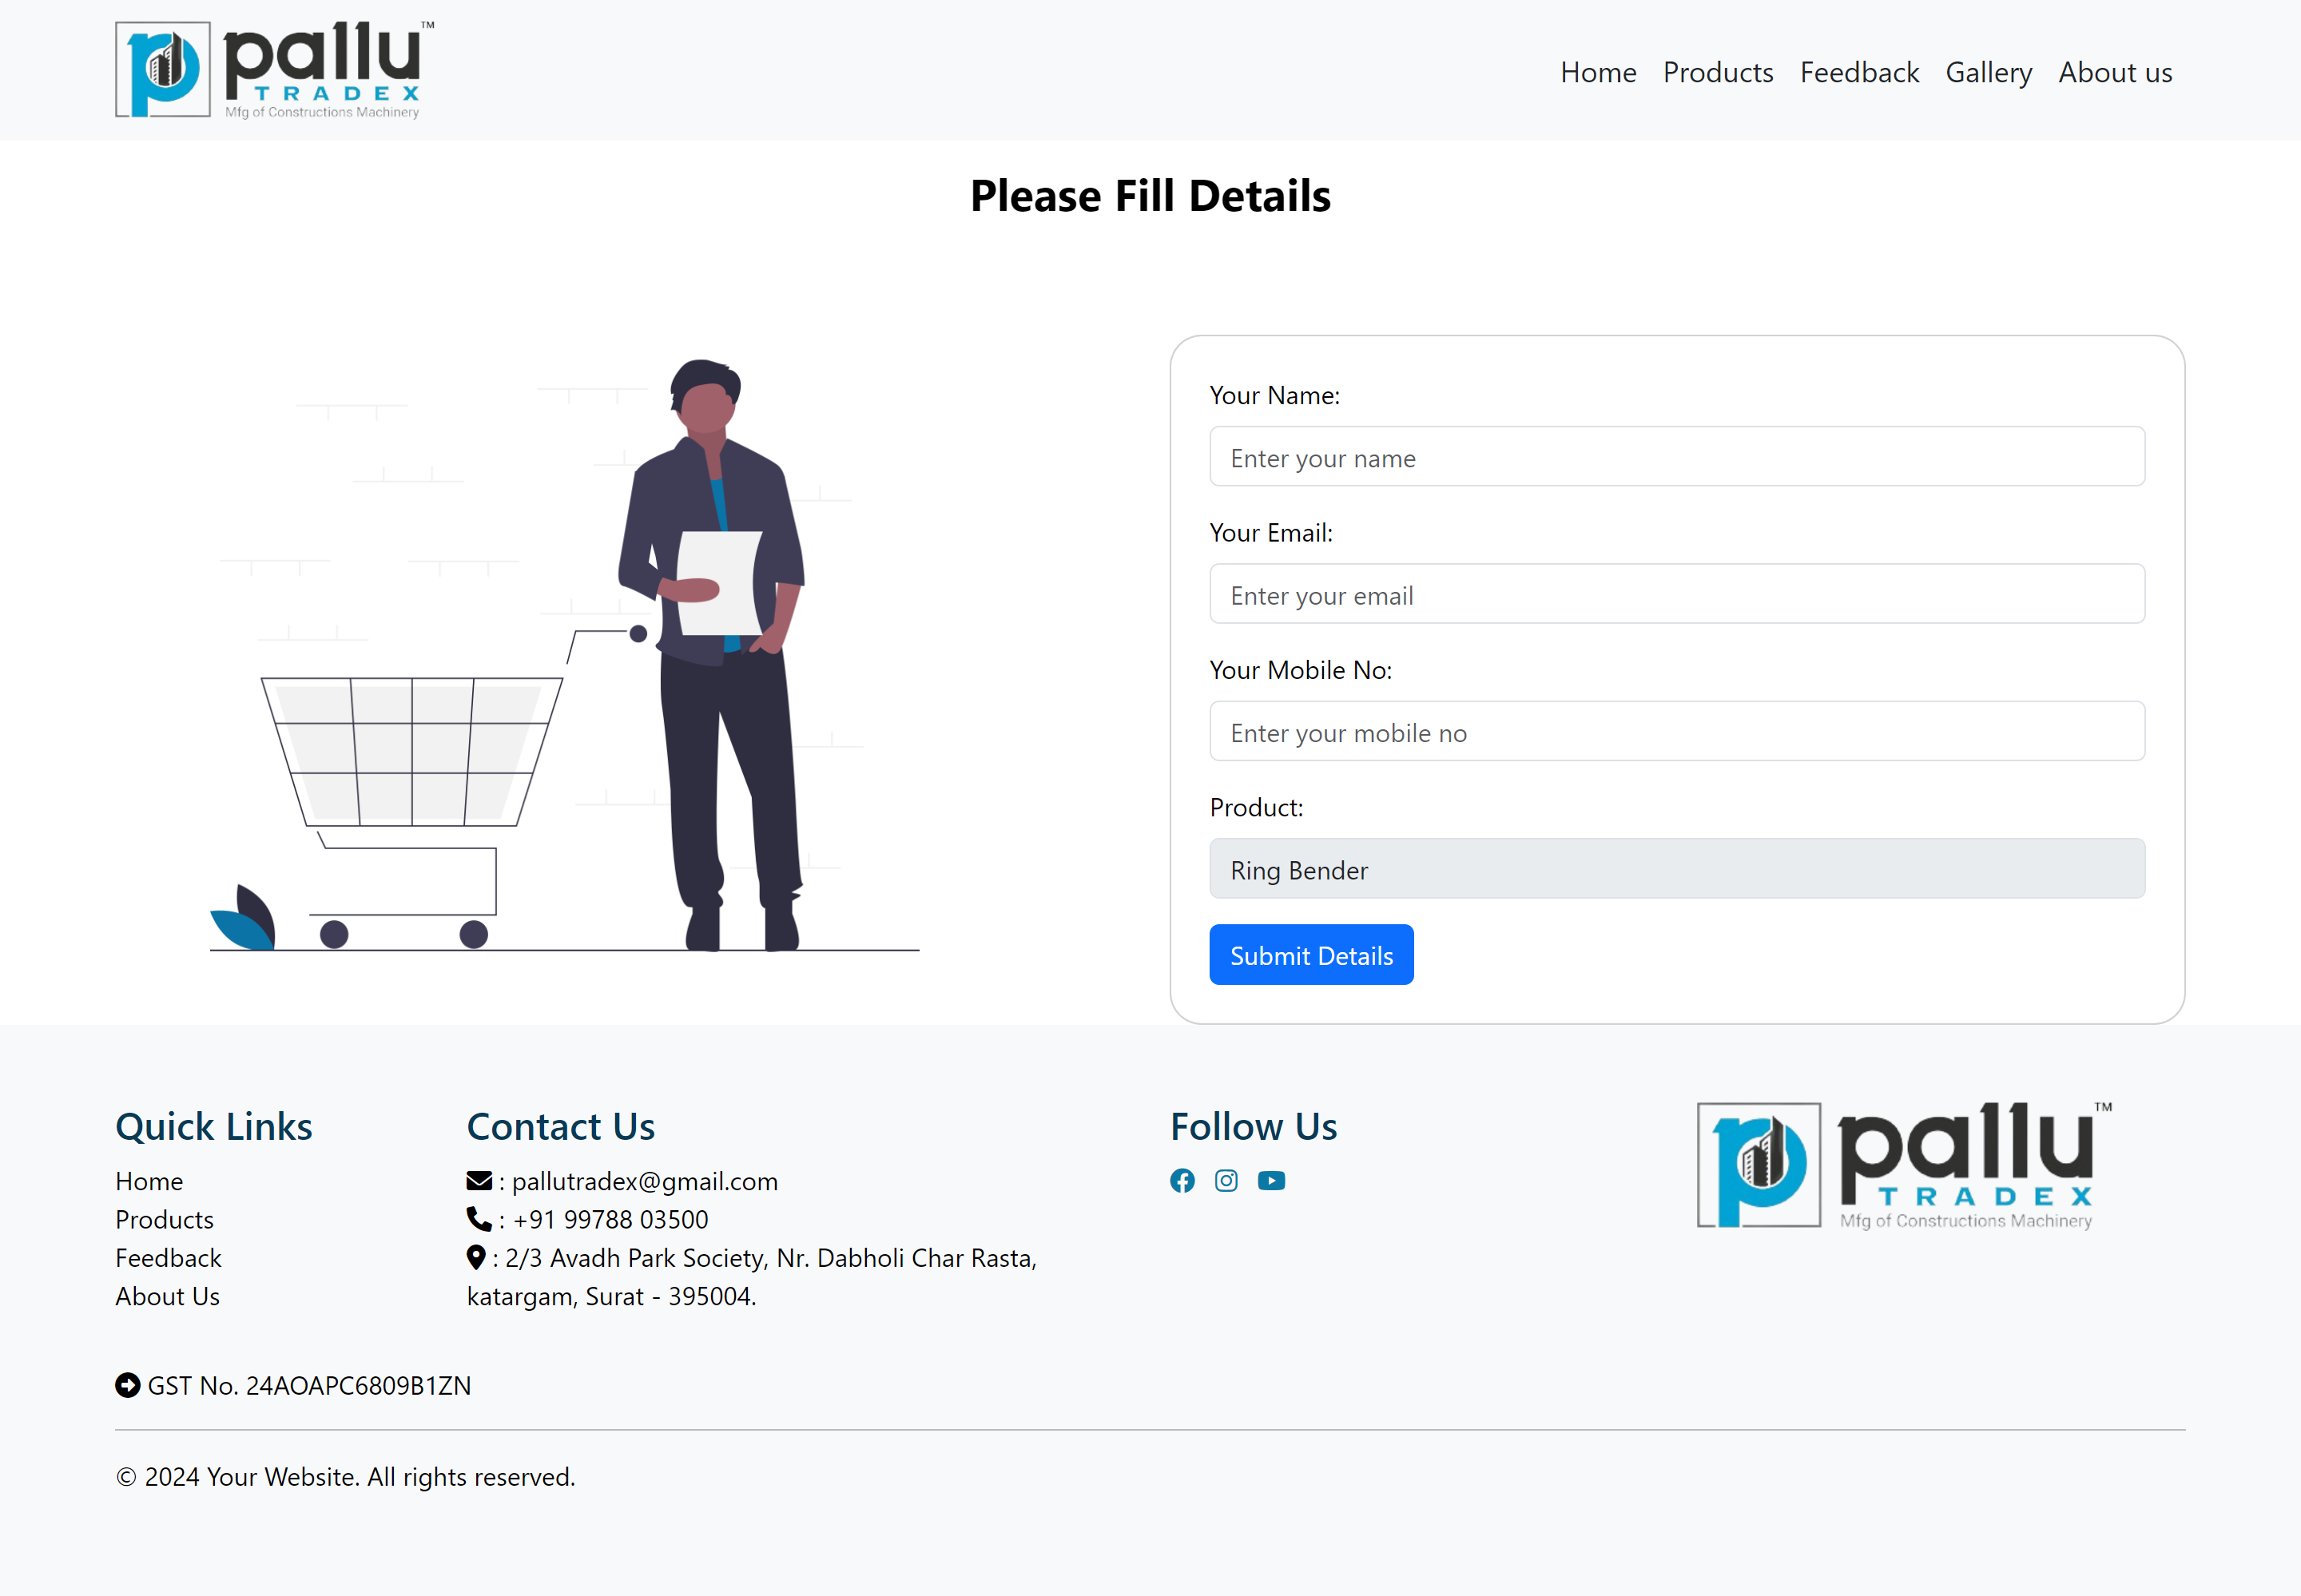 pallu™
TRADEX
Mfg of Constructions Machinery
Home Products Feedback Gallery About us
Please Fill Details
Your Name:
Enter your name
Your Email:
Enter your email
Your Mobile No:
Enter your mobile no
Product:
Ring Bender
Submit Details
Quick Links
Home
Products
Feedback
About Us
Contact Us
: pallutradex@gmail.com
: +91 99788 03500
: 2/3 Avadh Park Society, Nr. Dabholi Char Rasta,
katargam, Surat - 395004.
Follow Us
pallu™
TRADEX
Mfg of Constructions Machinery
GST No. 24AOAPC6809B1ZN
© 2024 Your Website. All rights reserved.